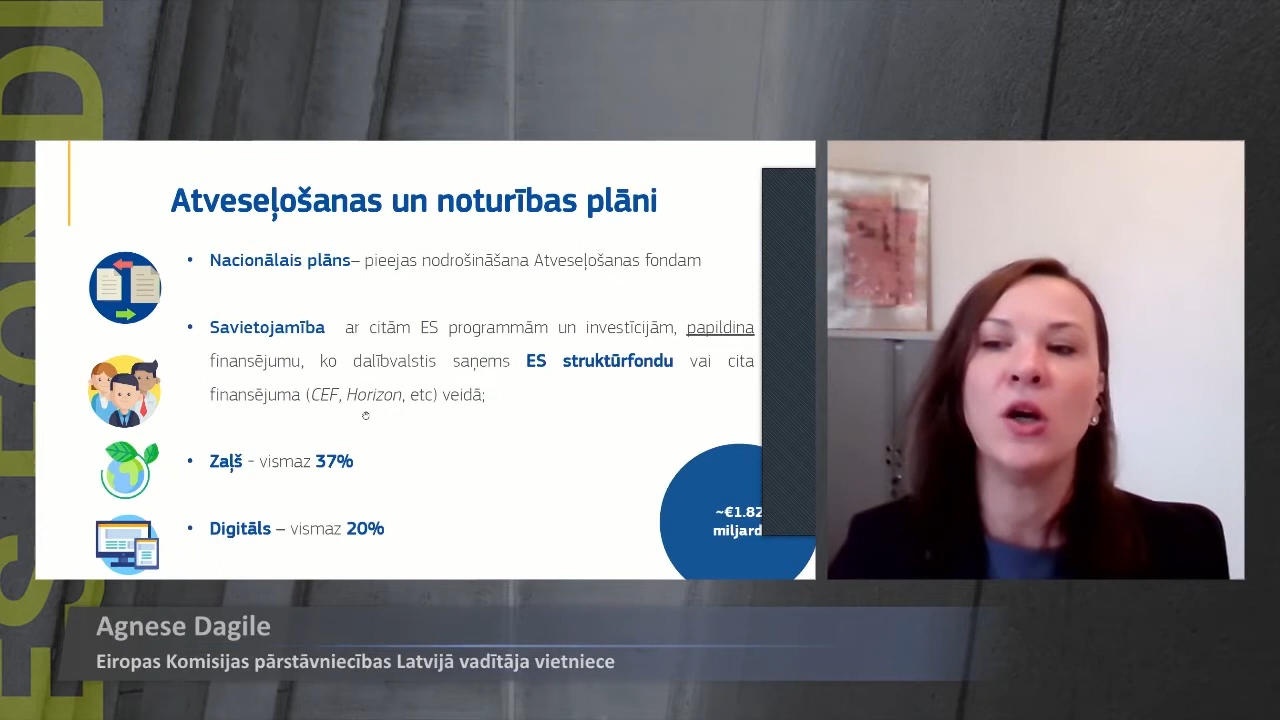 ES FONDI
Atveseļošanas un noturības plāni
• Nacionālais plāns– pieejas nodrošināšana Atveseļošanas fondam
• Savietojamība ar citām ES programmām un investīcijām, papildina
finansējumu, ko dalībvalstis saņems ES struktūrfondu vai cita
finansējuma (CEF, Horizon, etc) veidā;
• Zaļš - vismaz 37%
• Digitāls – vismaz 20%
~€1.82
miljard
Agnese Dagile
Eiropas Komisijas pārstāvniecības Latvijā vadītāja vietniece